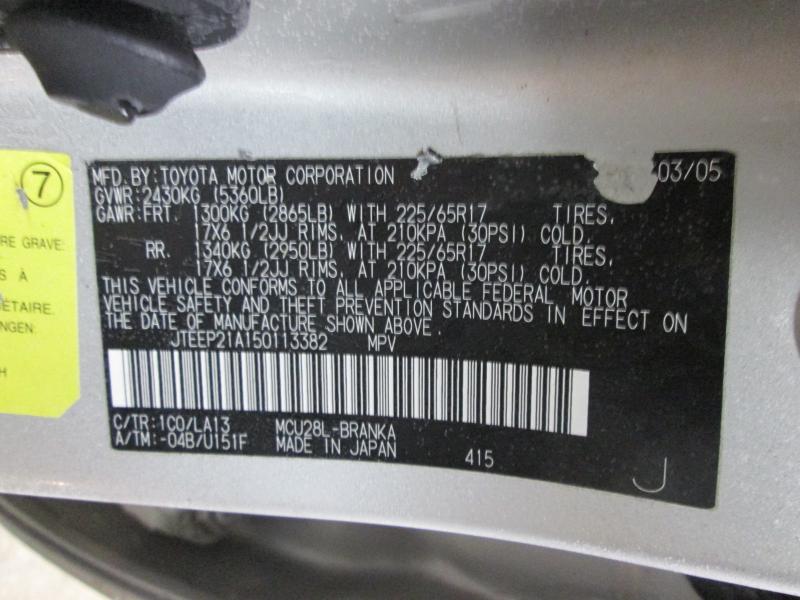 MFD.BY:TOYOTA MOTOR CORPORATION 03/05
GVWR:2430KG (5360LB)
GAWR:FRT. 1300KG (2865LB) WITH 225/65R17 TIRES,
17X6 1/2JJ RIMS, AT 210KPA (30PSI) COLD.
RR. 1340KG (2950LB) WITH 225/65R17 TIRES,
17X6 1/2JJ RIMS, AT 210KPA (30PSI) COLD.
THIS VEHICLE CONFORMS TO ALL APPLICABLE FEDERAL MOTOR
VEHICLE SAFETY AND THEFT PREVENTION STANDARDS IN EFFECT ON
THE DATE OF MANUFACTURE SHOWN ABOVE.
JTEEP21A150113382 MPV
C/TR:1C0/LA13 MCU28L-BRANKA
A/TM:-04B/U151F MADE IN JAPAN 415
J
7
RE GRAVE:
S À
ÉTAIRE.
NGEN:
H